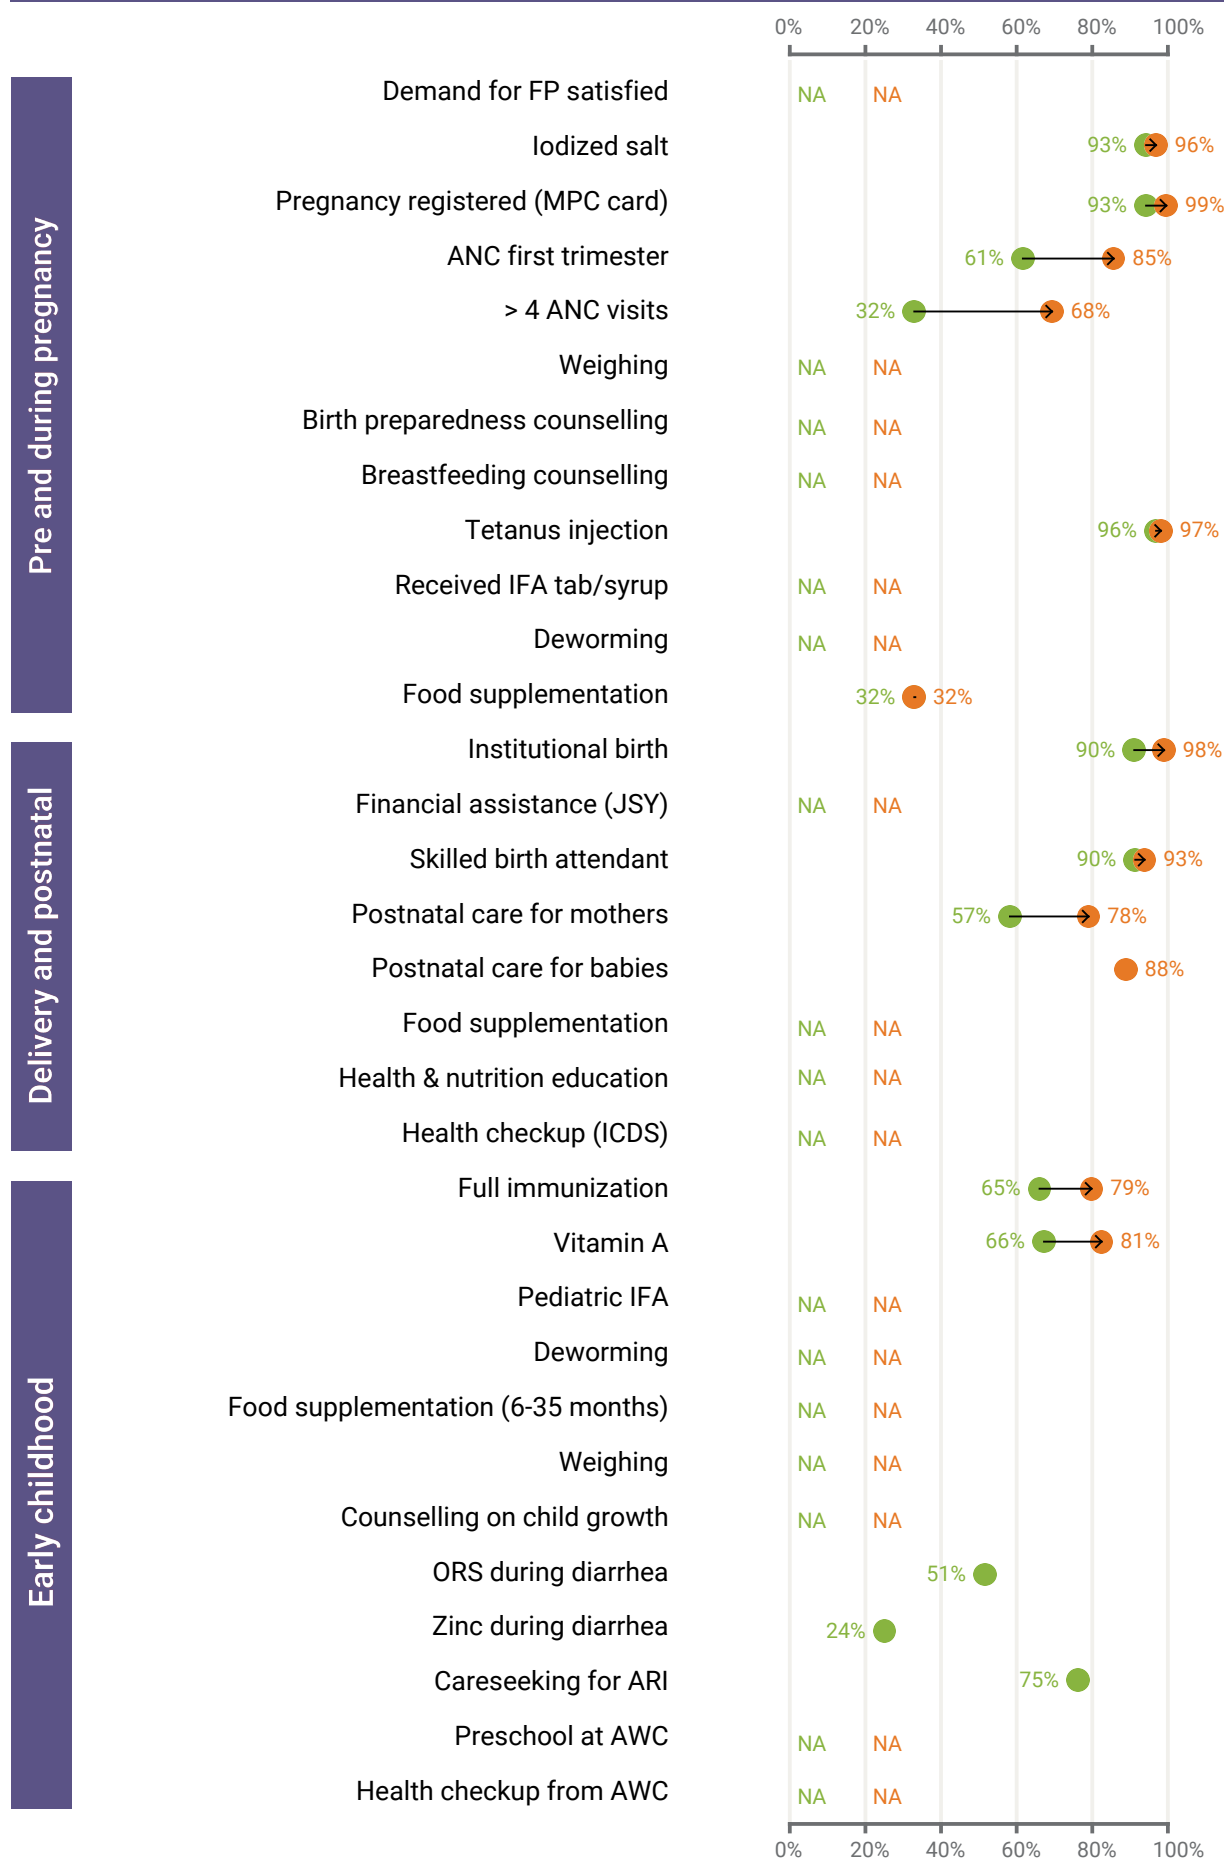 0% 20% 40% 60% 80% 100%
Pre and during pregnancy
Demand for FP satisfied NA NA
Iodized salt 93% 96%
Pregnancy registered (MPC card) 93% 99%
ANC first trimester 61% 85%
> 4 ANC visits 32% 68%
Weighing NA NA
Birth preparedness counselling NA NA
Breastfeeding counselling NA NA
Tetanus injection 96% 97%
Received IFA tab/syrup NA NA
Deworming NA NA
Food supplementation 32% 32%
Delivery and postnatal
Institutional birth 90% 98%
Financial assistance (JSY) NA NA
Skilled birth attendant 90% 93%
Postnatal care for mothers 57% 78%
Postnatal care for babies 88%
Food supplementation NA NA
Health & nutrition education NA NA
Health checkup (ICDS) NA NA
Early childhood
Full immunization 65% 79%
Vitamin A 66% 81%
Pediatric IFA NA NA
Deworming NA NA
Food supplementation (6-35 months) NA NA
Weighing NA NA
Counselling on child growth NA NA
ORS during diarrhea 51%
Zinc during diarrhea 24%
Careseeking for ARI 75%
Preschool at AWC NA NA
Health checkup from AWC NA NA
0% 20% 40% 60% 80% 100%